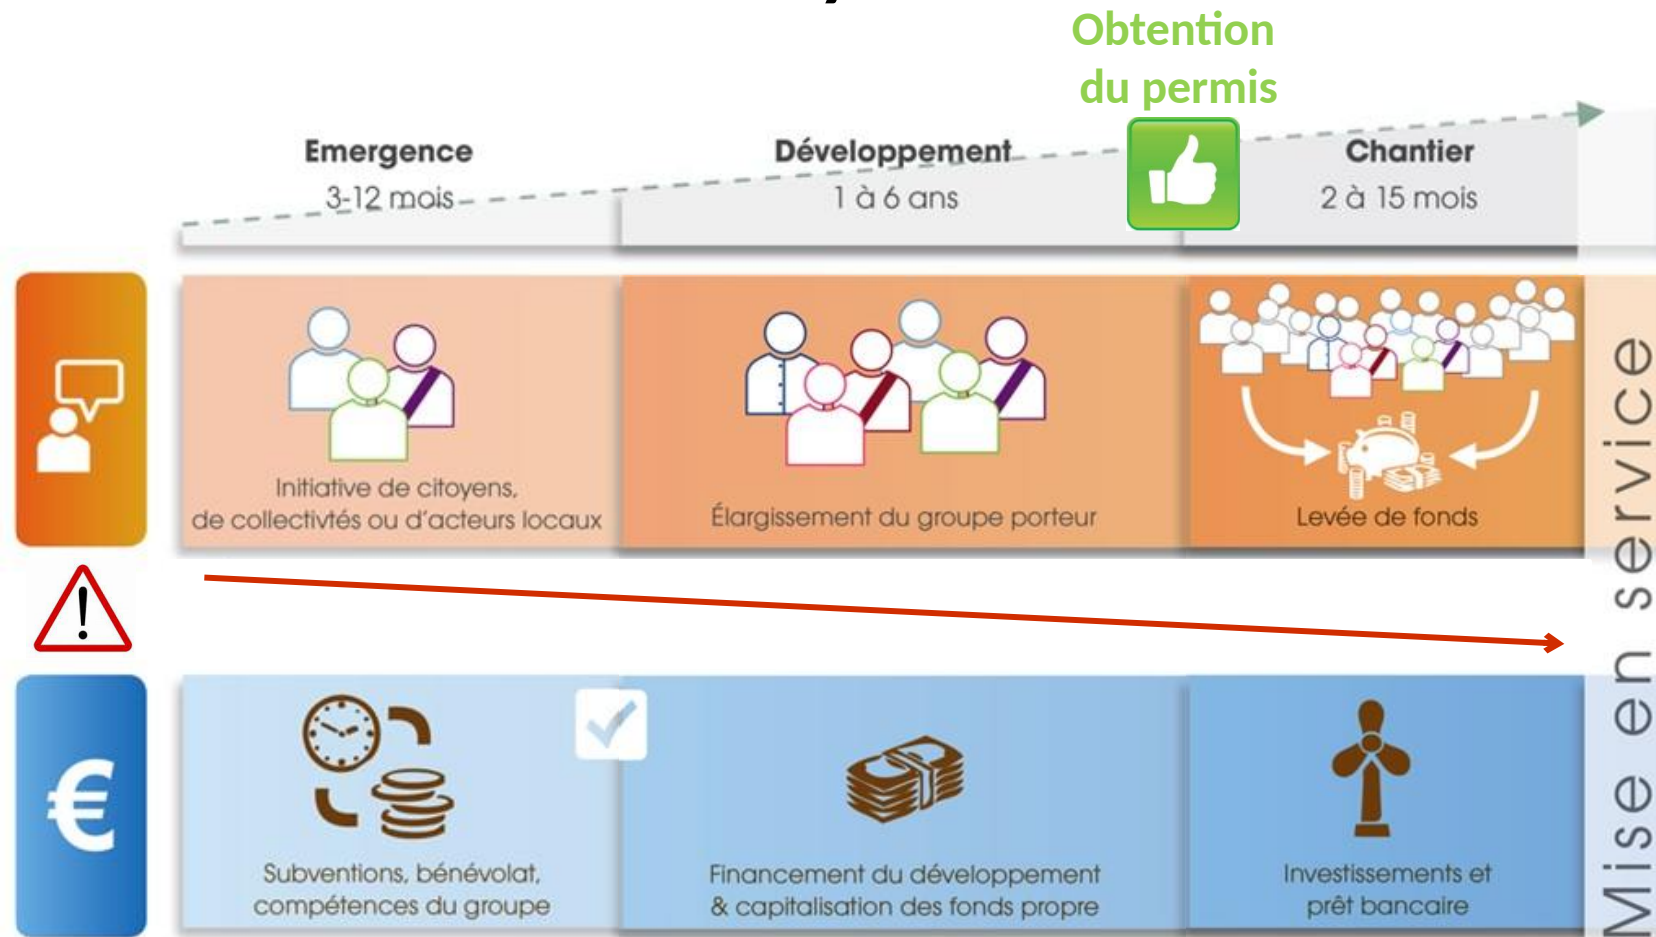 Obtention
du permis
Emergence
3-12 mois
Développement
1 à 6 ans
Chantier
2 à 15 mois
Initiative de citoyens,
de collectivtés ou d'acteurs locaux
Élargissement du groupe porteur
Levée de fonds
€
Subventions, bénévolat,
compétences du groupe
Financement du développement
& capitalisation des fonds propre
Investissements et
prêt bancaire
Mise en service